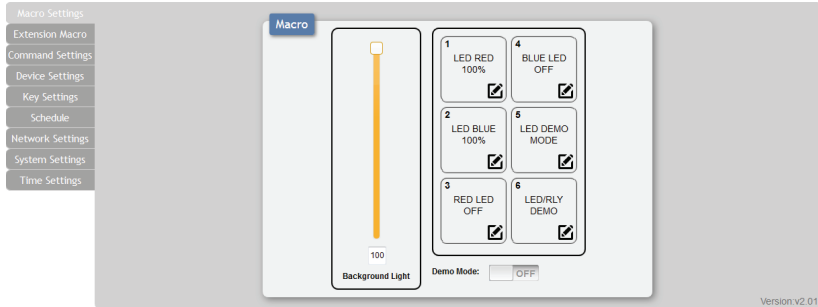 Macro Settings
Extension Macro
Command Settings
Device Settings
Key Settings
Schedule
Network Settings
System Settings
Time Settings
Macro
100
Background Light
1
LED RED
100%
4
BLUE LED
OFF
2
LED BLUE
100%
5
LED DEMO
MODE
3
RED LED
OFF
6
LED/RLY
DEMO
Demo Mode: OFF
Version:v2.01